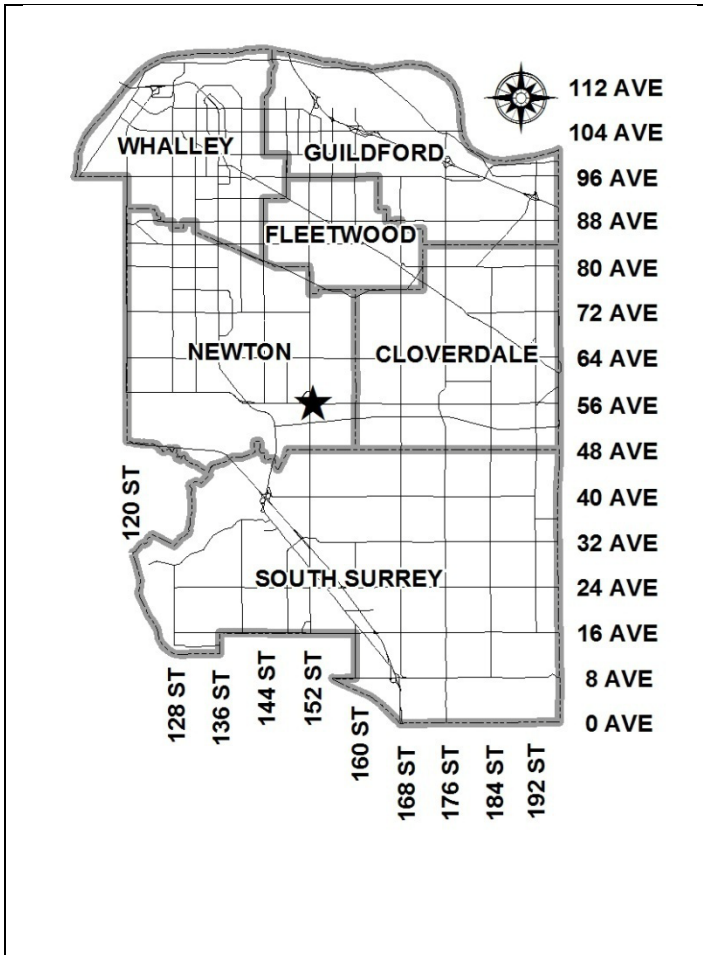 112 AVE
104 AVE
WHALLEY
GUILDFORD
96 AVE
88 AVE
FLEETWOOD
80 AVE
72 AVE
NEWTON
CLOVERDALE
64 AVE
56 AVE
48 AVE
120 ST
40 AVE
32 AVE
SOUTH SURREY
24 AVE
16 AVE
128 ST
136 ST
144 ST
152 ST
8 AVE
160 ST
0 AVE
168 ST
176 ST
184 ST
192 ST